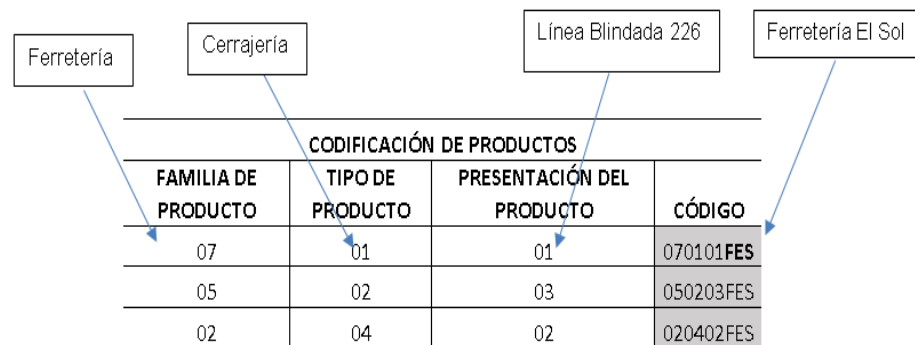 Ferretería
Cerrajería
Línea Blindada 226
Ferretería El Sol
CODIFICACIÓN DE PRODUCTOS
FAMILIA DE PRODUCTO TIPO DE PRODUCTO PRESENTACIÓN DEL PRODUCTO CÓDIGO
07 01 01 070101FES
05 02 03 050203FES
02 04 02 020402FES